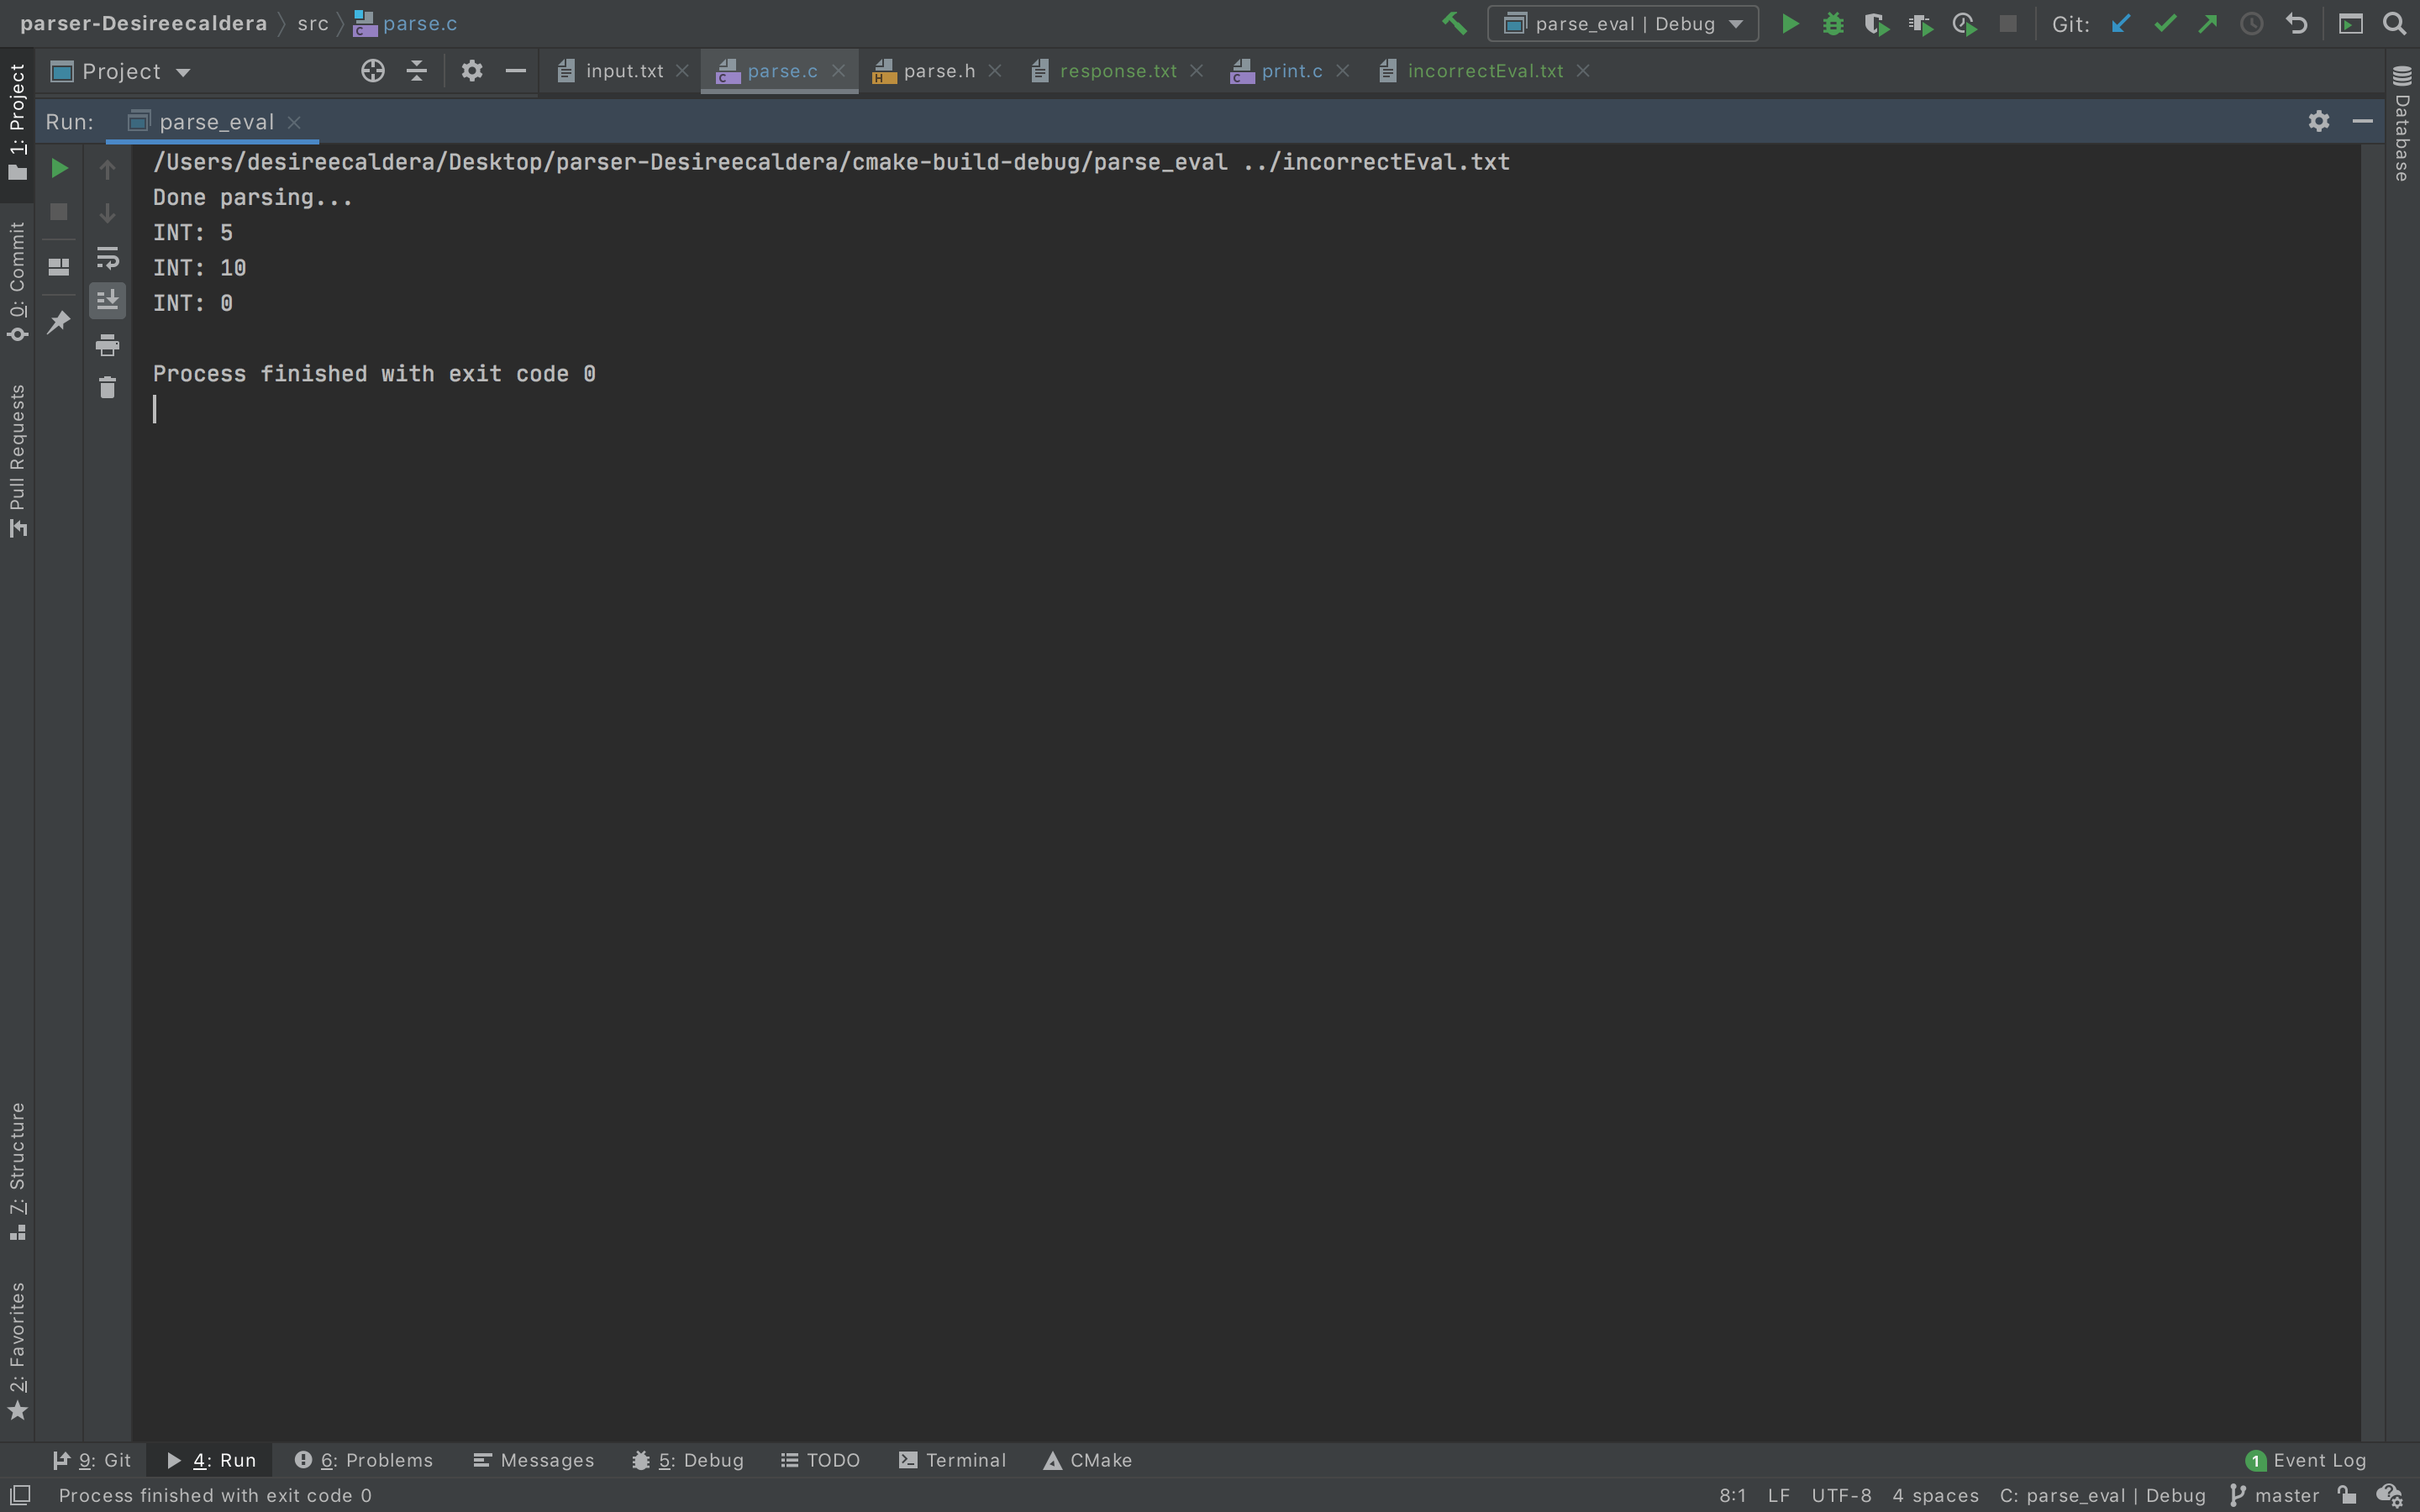 parser-Desireecaldera src parse.c parse_eval | Debug Git:
Project input.txt parse.c parse.h response.txt print.c incorrectEval.txt
Run: parse_eval
/Users/desireecaldera/Desktop/parser-Desireecaldera/cmake-build-debug/parse_eval ../incorrectEval.txt
Done parsing...
INT: 5
INT: 10
INT: 0
Process finished with exit code 0
1: Project
0: Commit
Pull Requests
7: Structure
2: Favorites
Database
9: Git 4: Run 6: Problems Messages 5: Debug TODO Terminal CMake 1 Event Log
Process finished with exit code 0 8:1 LF UTF-8 4 spaces C: parse_eval | Debug master